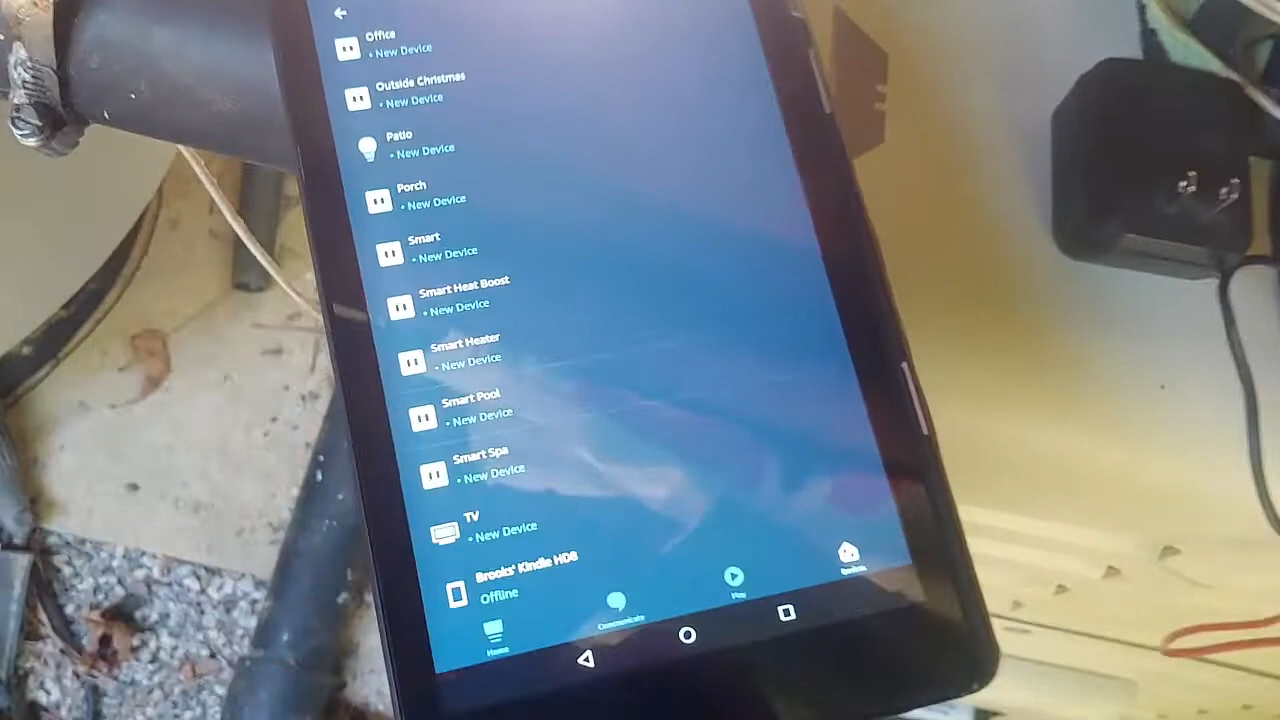 Office
• New Device
Outside Christmas
• New Device
Patio
• New Device
Porch
• New Device
Smart
• New Device
Smart Heat Boost
• New Device
Smart Heater
• New Device
Smart Pool
• New Device
Smart Spa
• New Device
TV
• New Device
Brooks' Kindle HD8
Offline
Home
Communicate
Play
Devices